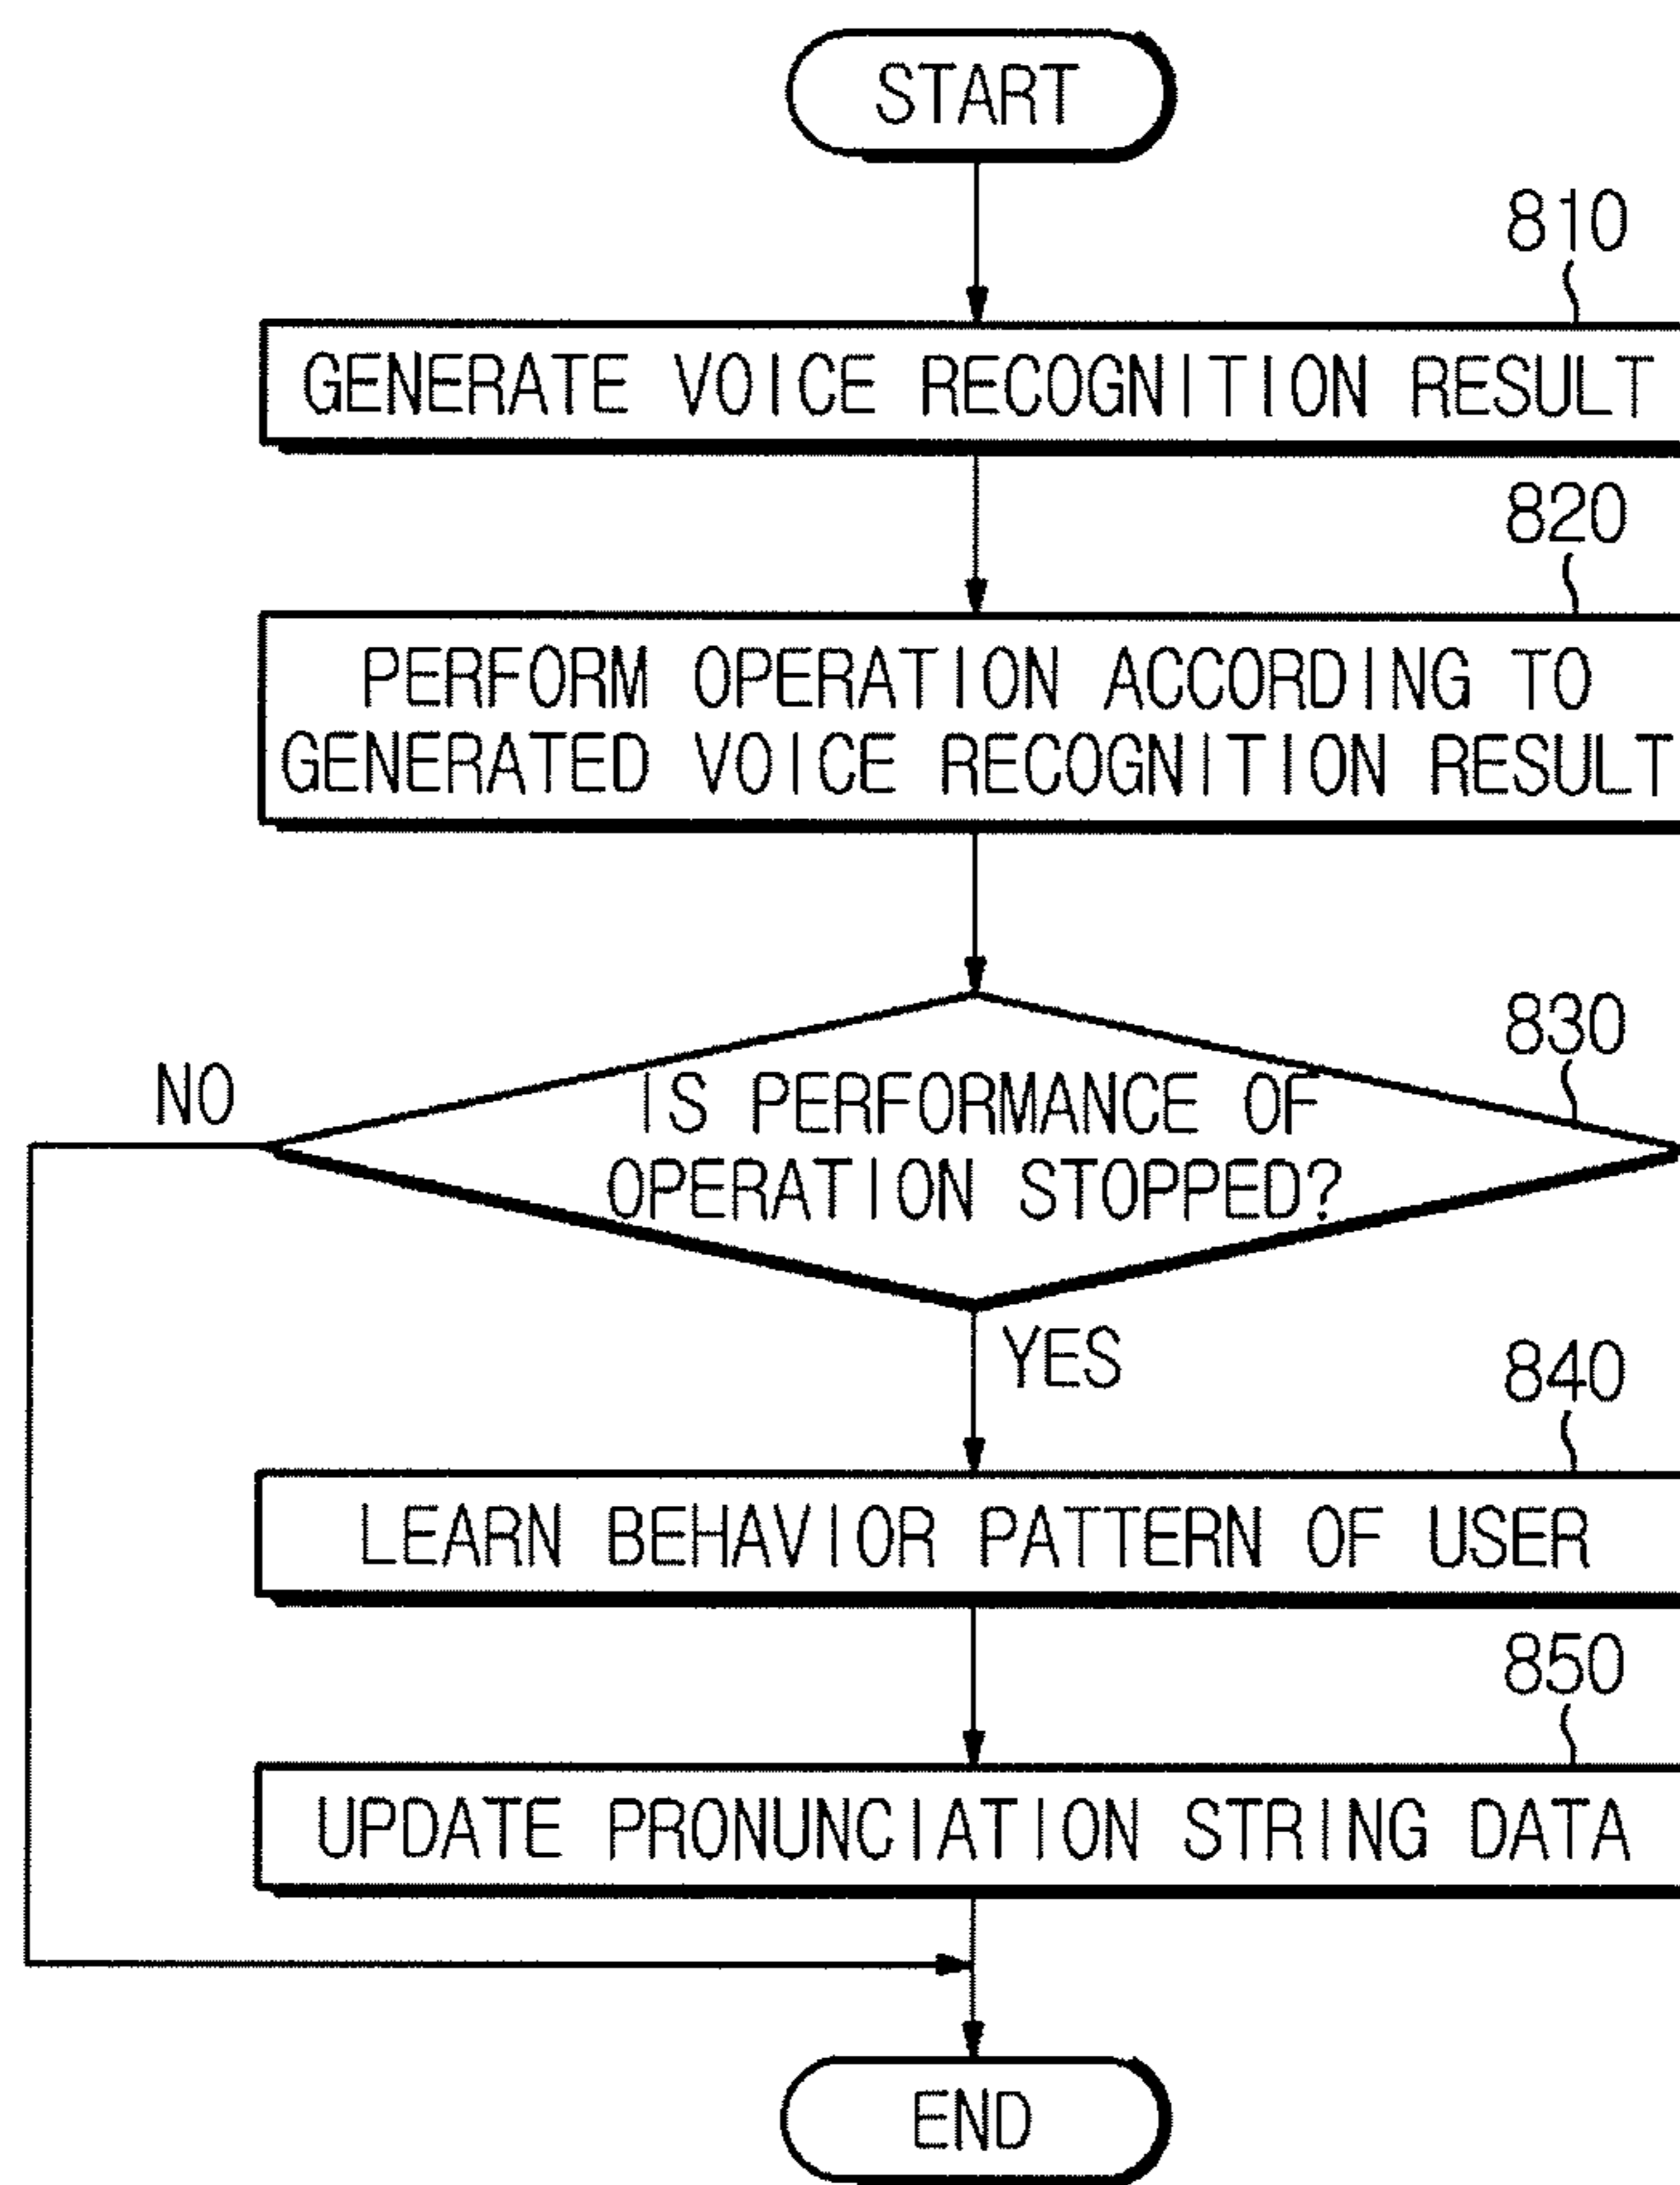 START
810
GENERATE VOICE RECOGNITION RESULT
820
PERFORM OPERATION ACCORDING TO
GENERATED VOICE RECOGNITION RESULT
830
NO
IS PERFORMANCE OF
OPERATION STOPPED?
YES
840
LEARN BEHAVIOR PATTERN OF USER
850
UPDATE PRONUNCIATION STRING DATA
END